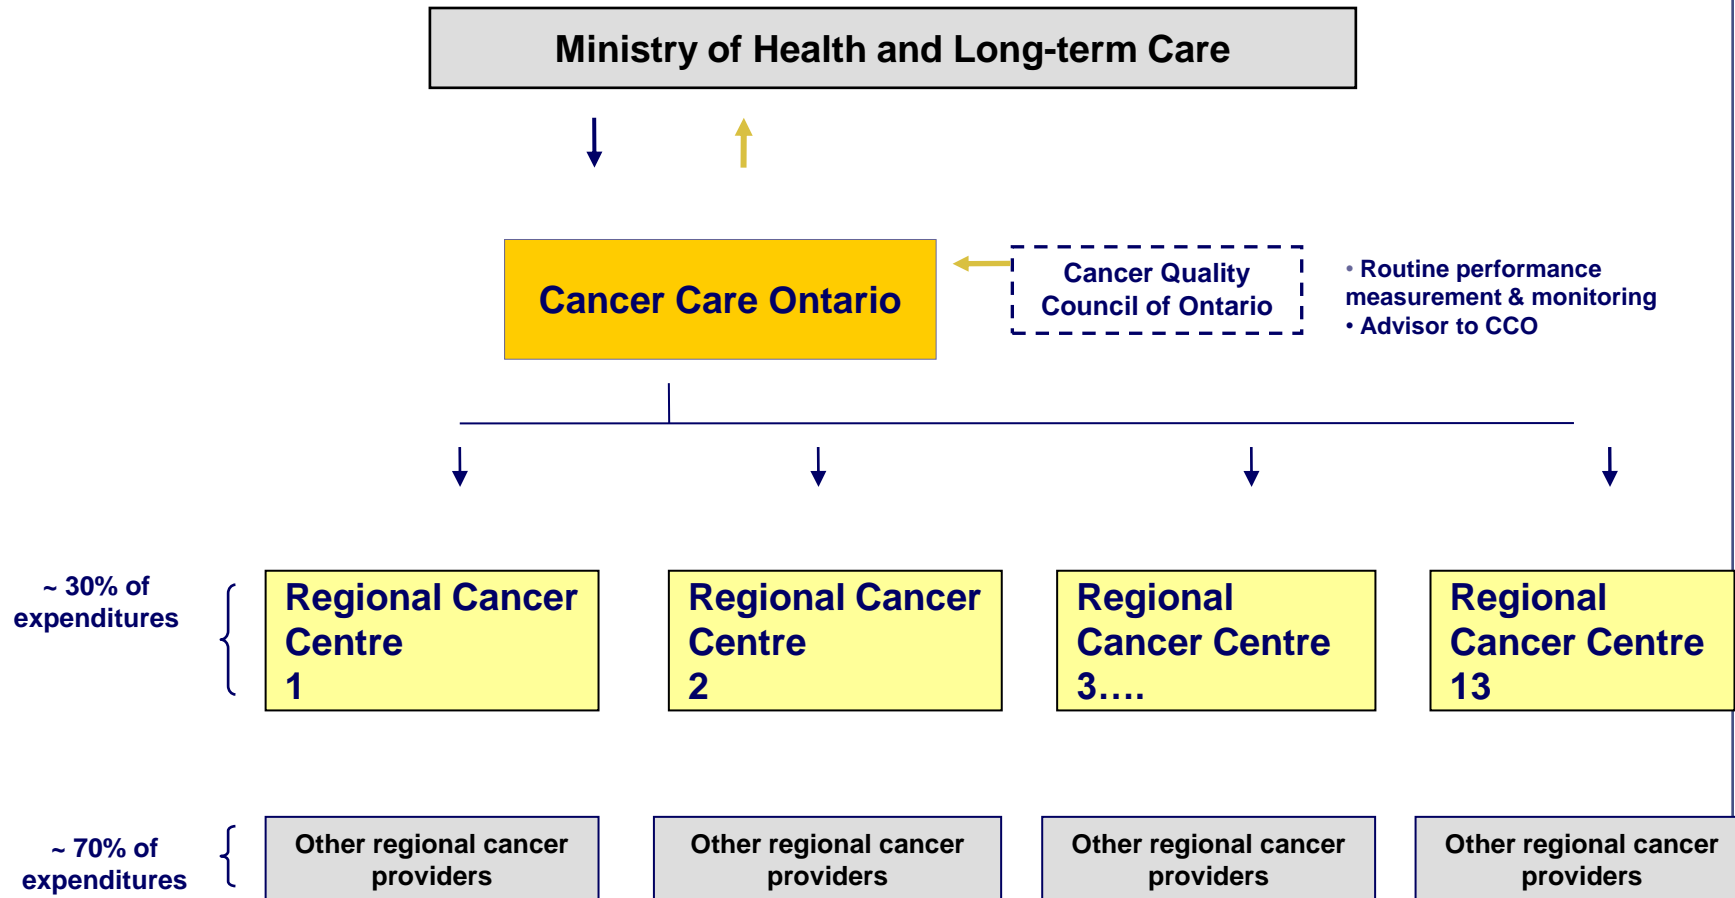 Ministry of Health and Long-term Care
Cancer Care Ontario
Cancer Quality
Council of Ontario
• Routine performance
measurement & monitoring
• Advisor to CCO
~ 30% of
expenditures
Regional Cancer
Centre
1
Regional Cancer
Centre
2
Regional
Cancer Centre
3....
Regional
Cancer Centre
13
~ 70% of
expenditures
Other regional cancer
providers
Other regional cancer
providers
Other regional cancer
providers
Other regional cancer
providers